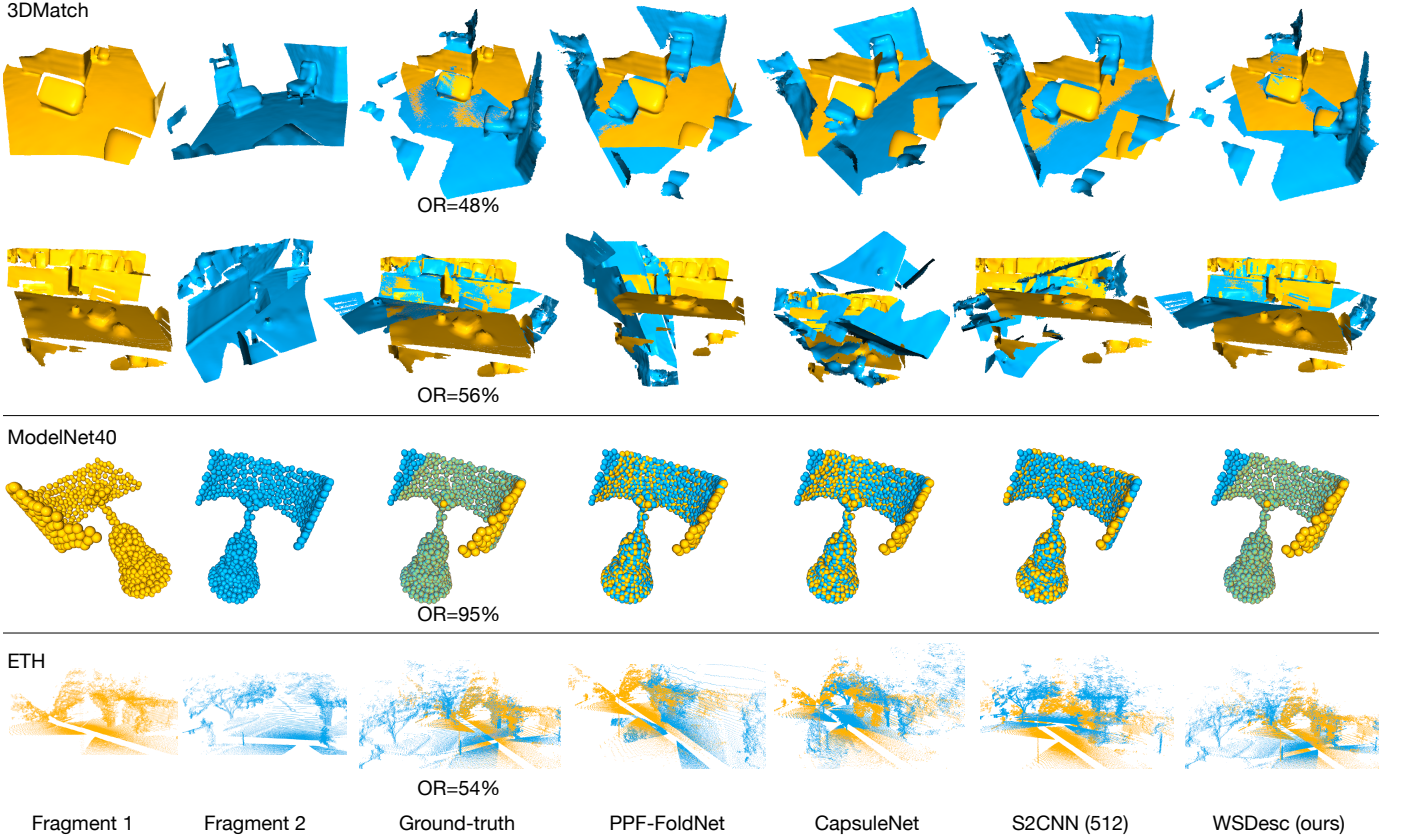 3DMatch
OR=48%
OR=56%
ModelNet40
OR=95%
ETH
OR=54%
Fragment 1 Fragment 2 Ground-truth PPF-FoldNet CapsuleNet S2CNN (512) WSDesc (ours)